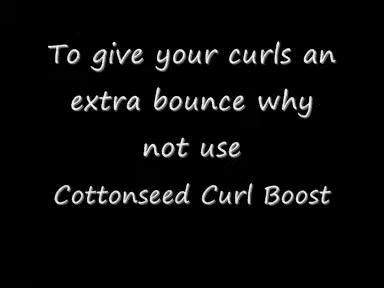 To give your curls an
extra bounce why
not use
Cottonseed Curl Boost